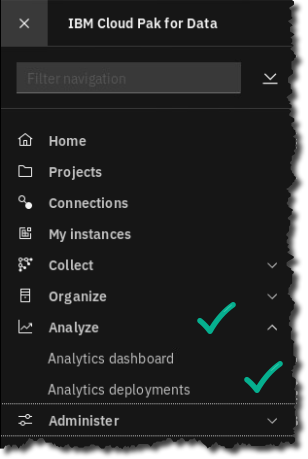 IBM Cloud Pak for Data
Filter navigation
Home
Projects
Connections
My instances
Collect
Organize
Analyze
Analytics dashboard
Analytics deployments
Administer